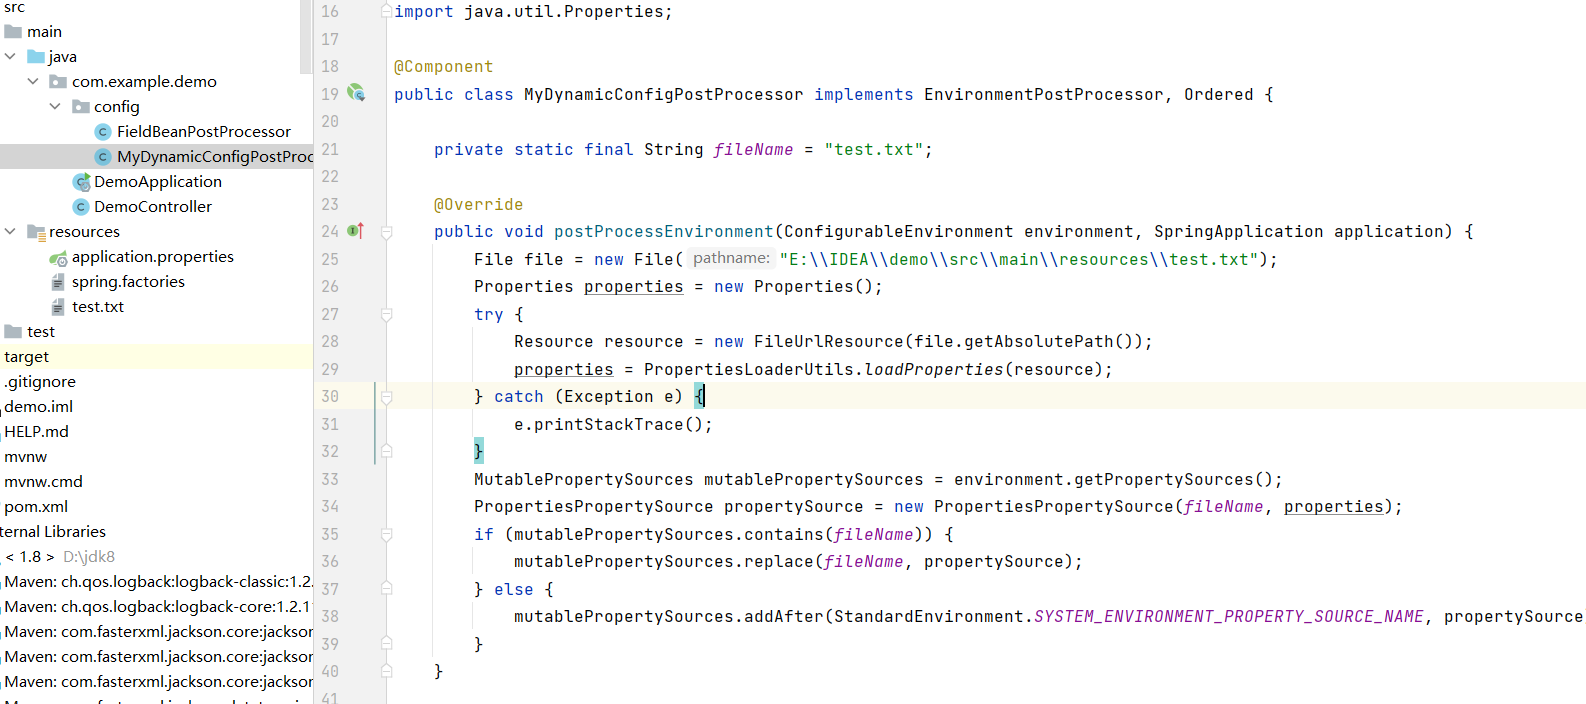 src
main
java
com.example.demo
config
FieldBeanPostProcessor
MyDynamicConfigPostProc
DemoApplication
DemoController
resources
application.properties
spring.factories
test.txt
test
target
.gitignore
demo.iml
HELP.md
mvnw
mvnw.cmd
pom.xml
ternal Libraries
< 1.8 > D:\jdk8
Maven: ch.qos.logback:logback-classic:1.2.
Maven: ch.qos.logback:logback-core:1.2.1
Maven: com.fasterxml.jackson.core:jackson
Maven: com.fasterxml.jackson.core:jackson
Maven: com.fasterxml.jackson.core:jackson
16 import java.util.Properties;
17
18 @Component
19 public class MyDynamicConfigPostProcessor implements EnvironmentPostProcessor, Ordered {
20
21 private static final String fileName = "test.txt";
22
23 @Override
24 public void postProcessEnvironment(ConfigurableEnvironment environment, SpringApplication application) {
25 File file = new File( pathname: "E:\\IDEA\\demo\\src\\main\\resources\\test.txt");
26 Properties properties = new Properties();
27 try {
28 Resource resource = new FileUrlResource(file.getAbsolutePath());
29 properties = PropertiesLoaderUtils.loadProperties(resource);
30 } catch (Exception e) {
31 e.printStackTrace();
32 }
33 MutablePropertySources mutablePropertySources = environment.getPropertySources();
34 PropertiesPropertySource propertySource = new PropertiesPropertySource(fileName, properties);
35 if (mutablePropertySources.contains(fileName)) {
36 mutablePropertySources.replace(fileName, propertySource);
37 } else {
38 mutablePropertySources.addAfter(StandardEnvironment.SYSTEM_ENVIRONMENT_PROPERTY_SOURCE_NAME, propertySource
39 }
40 }
41